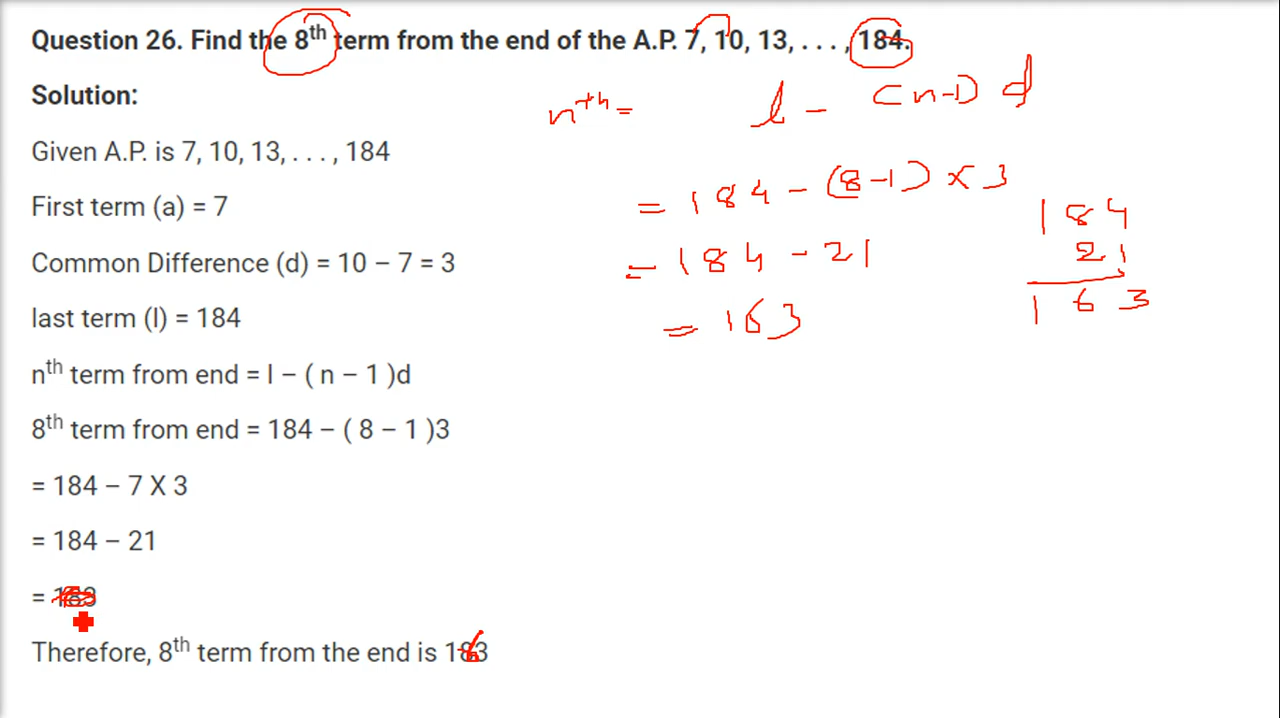 Question 26. Find the 8th term from the end of the A.P. 7, 10, 13, . . . , 184.
Solution:
nth = l - (n-1) d
Given A.P. is 7, 10, 13, . . . , 184
= 184 - (8-1) × 3
First term (a) = 7
184
Common Difference (d) = 10 – 7 = 3
= 184 - 21
21
last term (l) = 184
= 163
163
nth term from end = l – ( n – 1 )d
8th term from end = 184 – ( 8 – 1 )3
= 184 – 7 X 3
= 184 – 21
=
Therefore, 8th term from the end is 163